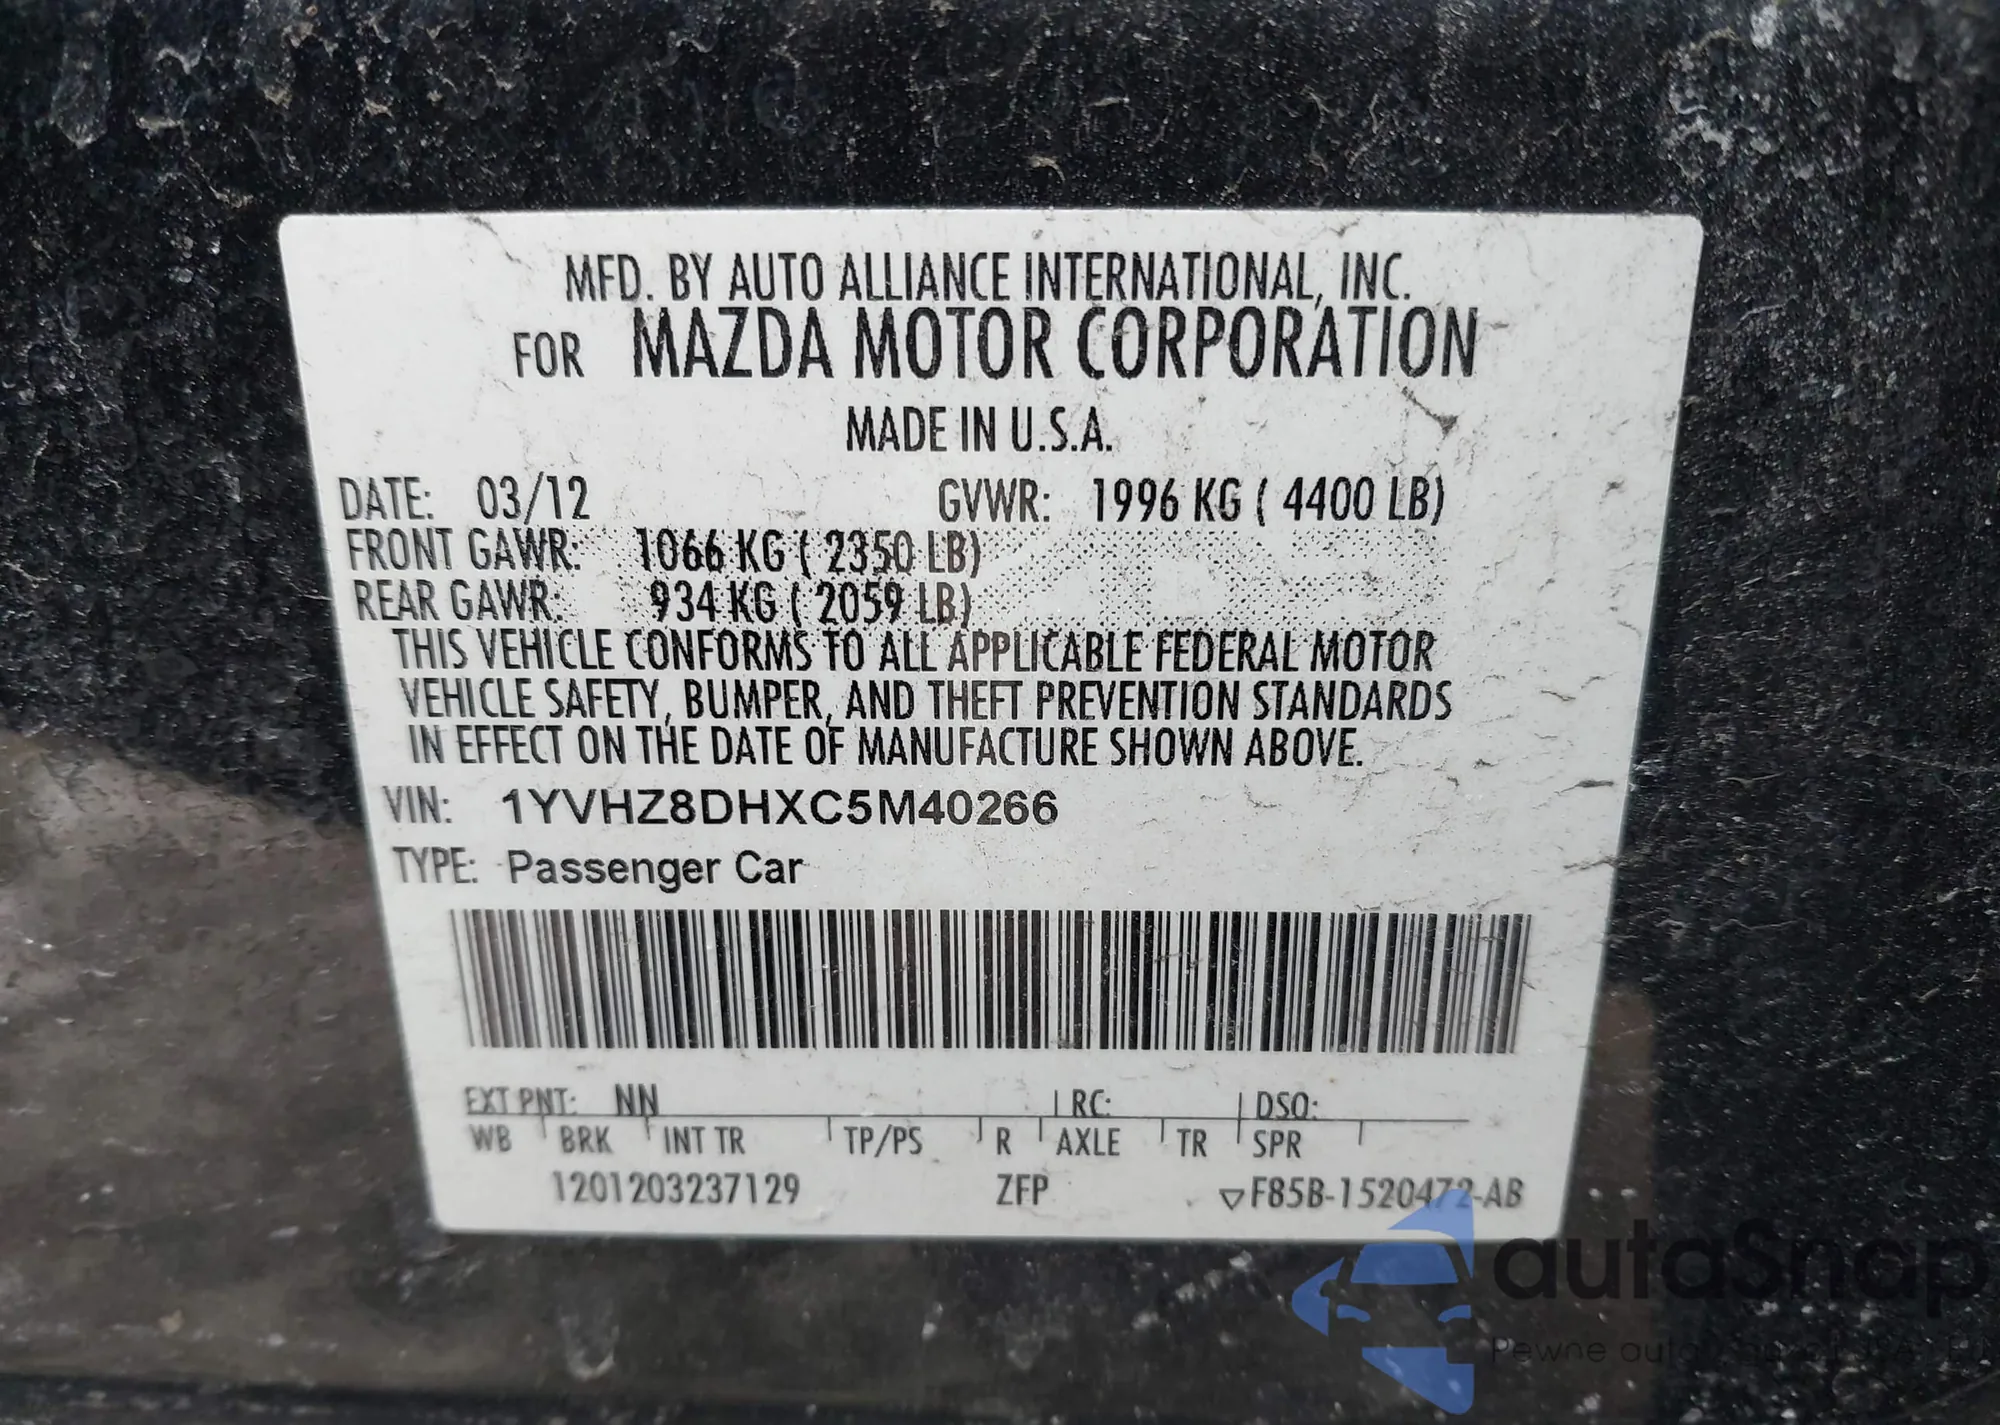 MFD. BY AUTO ALLIANCE INTERNATIONAL, INC.
FOR MAZDA MOTOR CORPORATION
MADE IN U.S.A.
DATE: 03/12 GVWR: 1996 KG ( 4400 LB)
FRONT GAWR: 1066 KG ( 2350 LB)
REAR GAWR: 934 KG ( 2059 LB)
THIS VEHICLE CONFORMS TO ALL APPLICABLE FEDERAL MOTOR
VEHICLE SAFETY, BUMPER, AND THEFT PREVENTION STANDARDS
IN EFFECT ON THE DATE OF MANUFACTURE SHOWN ABOVE.
VIN: 1YVHZ8DHXC5M40266
TYPE: Passenger Car
EXT PNT: NN RC: DSO:
WB BRK INT TR TP/PS R AXLE TR SPR
1201203237129 ZFP ▽F85B-1520472-AB
autoSnap
Pewne